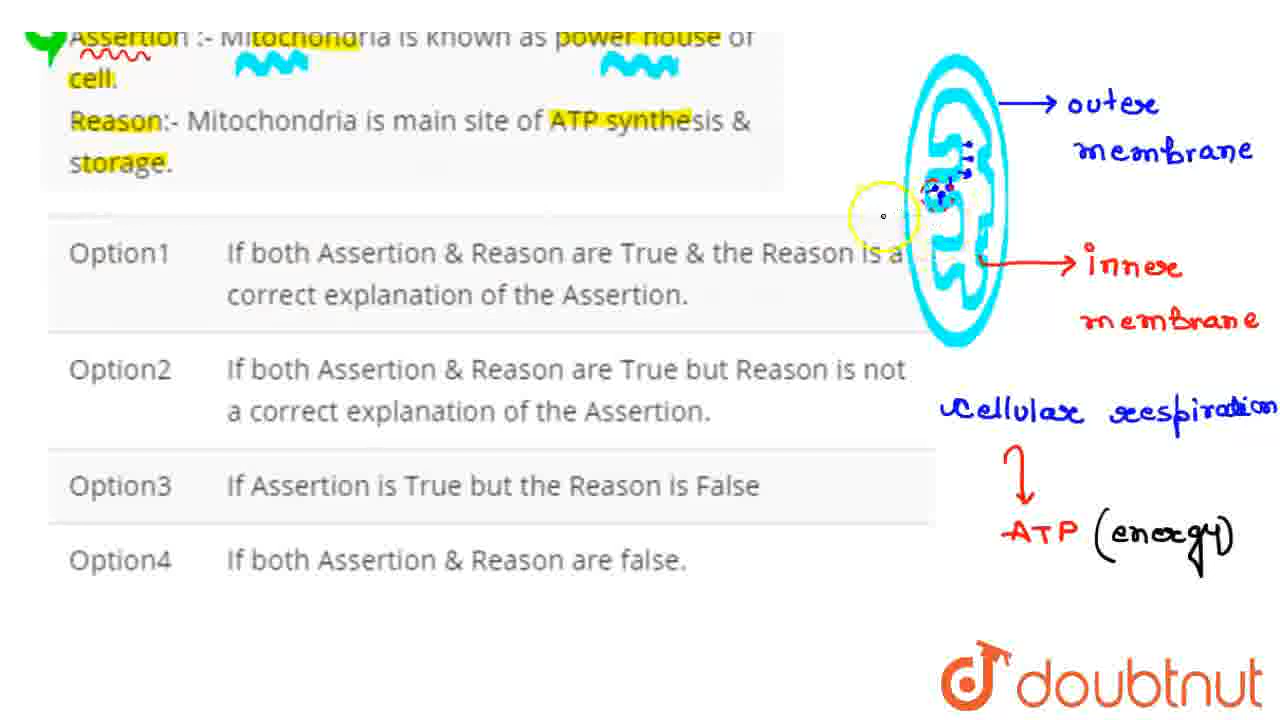 Assertion :- Mitochondria is known as power house of
cell.
Reason:- Mitochondria is main site of ATP synthesis &
storage.
Option1 If both Assertion & Reason are True & the Reason is a
correct explanation of the Assertion.
Option2 If both Assertion & Reason are True but Reason is not
a correct explanation of the Assertion.
Option3 If Assertion is True but the Reason is False
Option4 If both Assertion & Reason are false.
outer
membrane
inner
membrane
cellular respiration
ATP (energy)
doubtnut